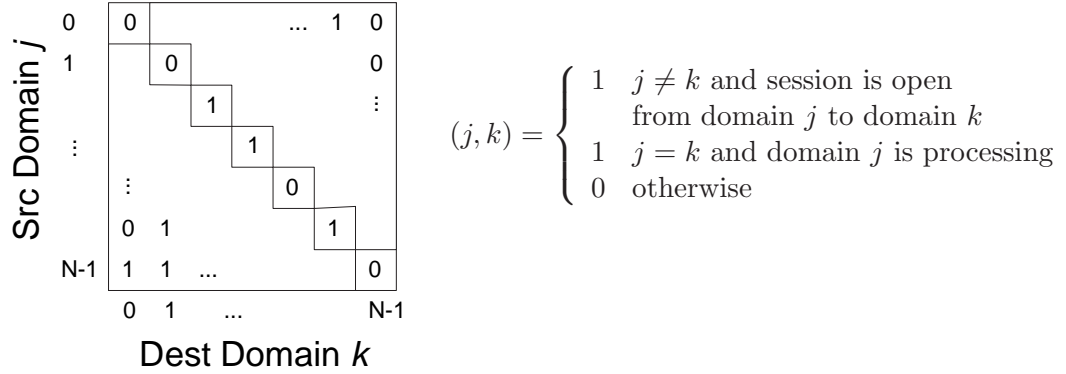 0 0 ... 1 0
1 0 0
1 ⋮
⋮ 1
⋮ 0
0 1 1
N-1 1 1 ... 0
0 1 ... N-1
Src Domain j
Dest Domain k
(j, k) =
1 j ≠ k and session is open
from domain j to domain k
1 j = k and domain j is processing
0 otherwise